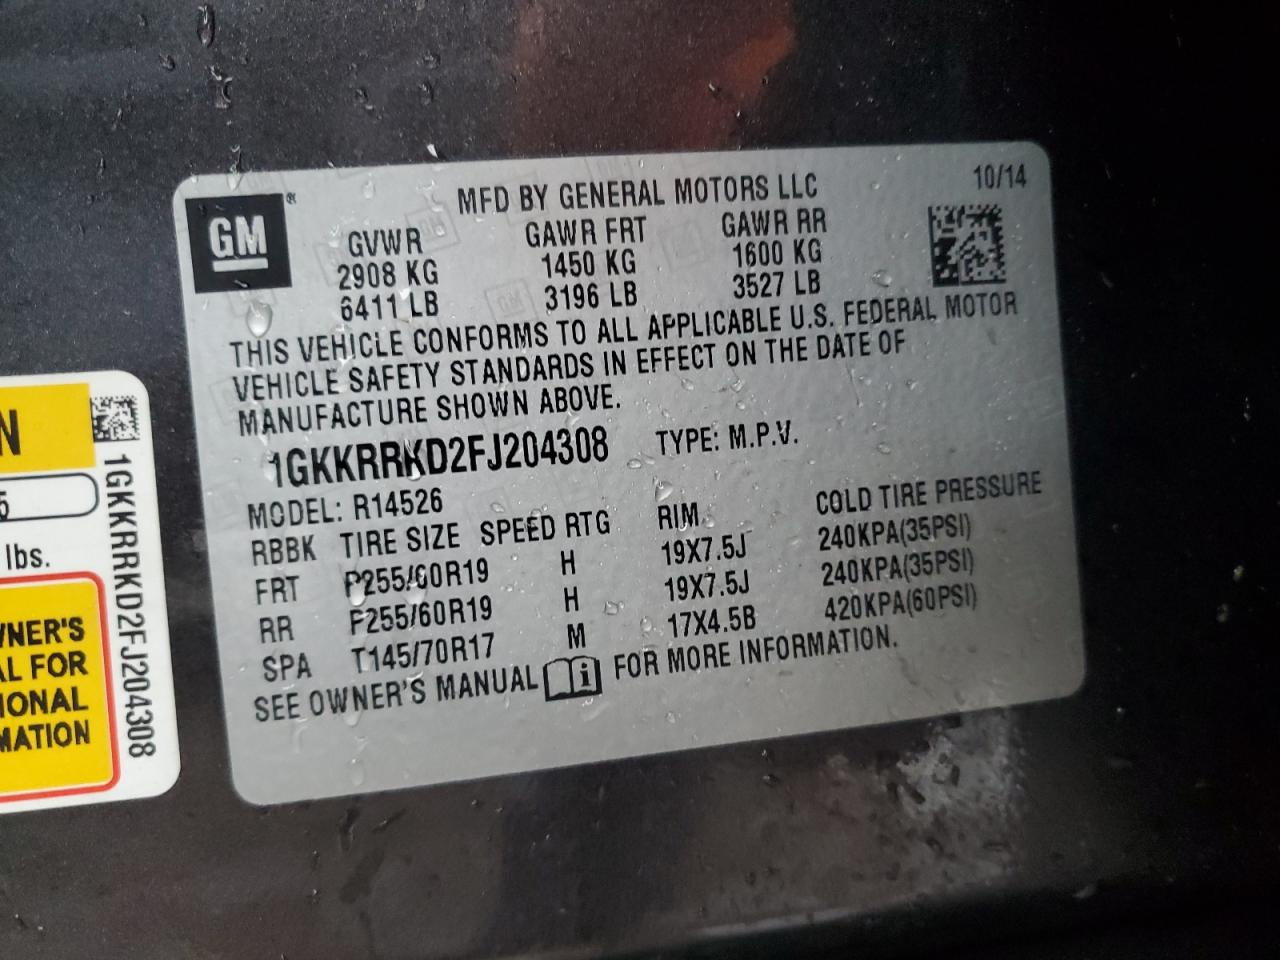 GM ®
MFD BY GENERAL MOTORS LLC 10/14
GVWR GAWR FRT GAWR RR
2908 KG 1450 KG 1600 KG
6411 LB 3196 LB 3527 LB
THIS VEHICLE CONFORMS TO ALL APPLICABLE U.S. FEDERAL MOTOR
VEHICLE SAFETY STANDARDS IN EFFECT ON THE DATE OF
MANUFACTURE SHOWN ABOVE.
1GKKRRKD2FJ204308 TYPE: M.P.V.
MODEL: R14526
RBBK TIRE SIZE SPEED RTG RIM COLD TIRE PRESSURE
FRT P255/60R19 H 19X7.5J 240KPA(35PSI)
RR P255/60R19 H 19X7.5J 240KPA(35PSI)
SPA T145/70R17 M 17X4.5B 420KPA(60PSI)
SEE OWNER'S MANUAL i FOR MORE INFORMATION.
N
5
lbs.
WNER'S
AL FOR
IONAL
MATION
1GKKRRKD2FJ204308